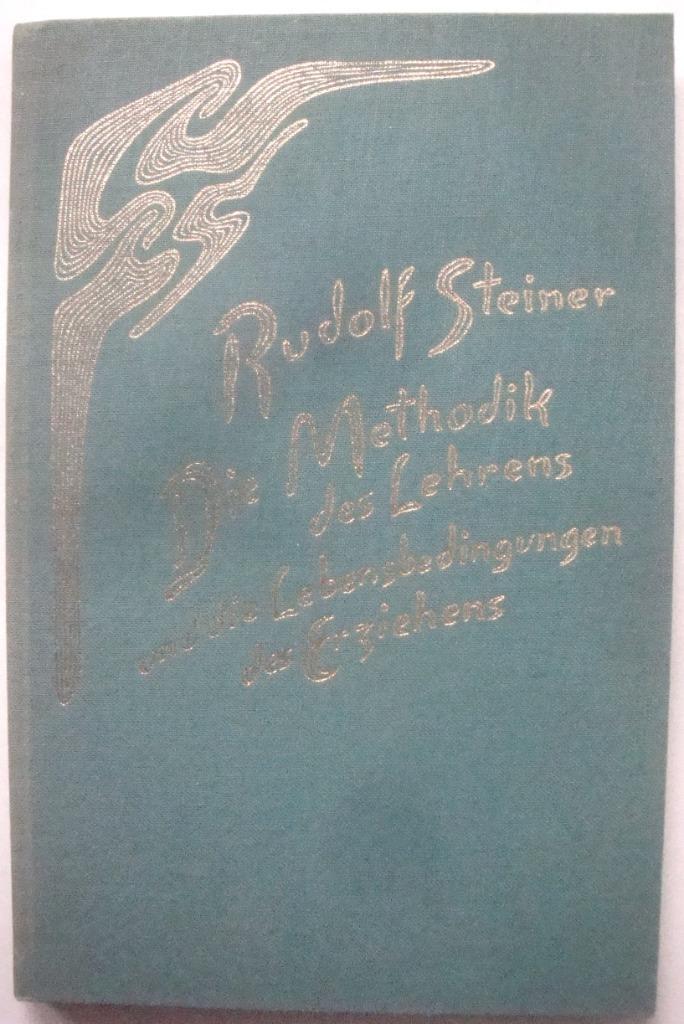 Rudolf Steiner
Die Methodik
des Lehrens
und die Lebensbedingungen
des Erziehens